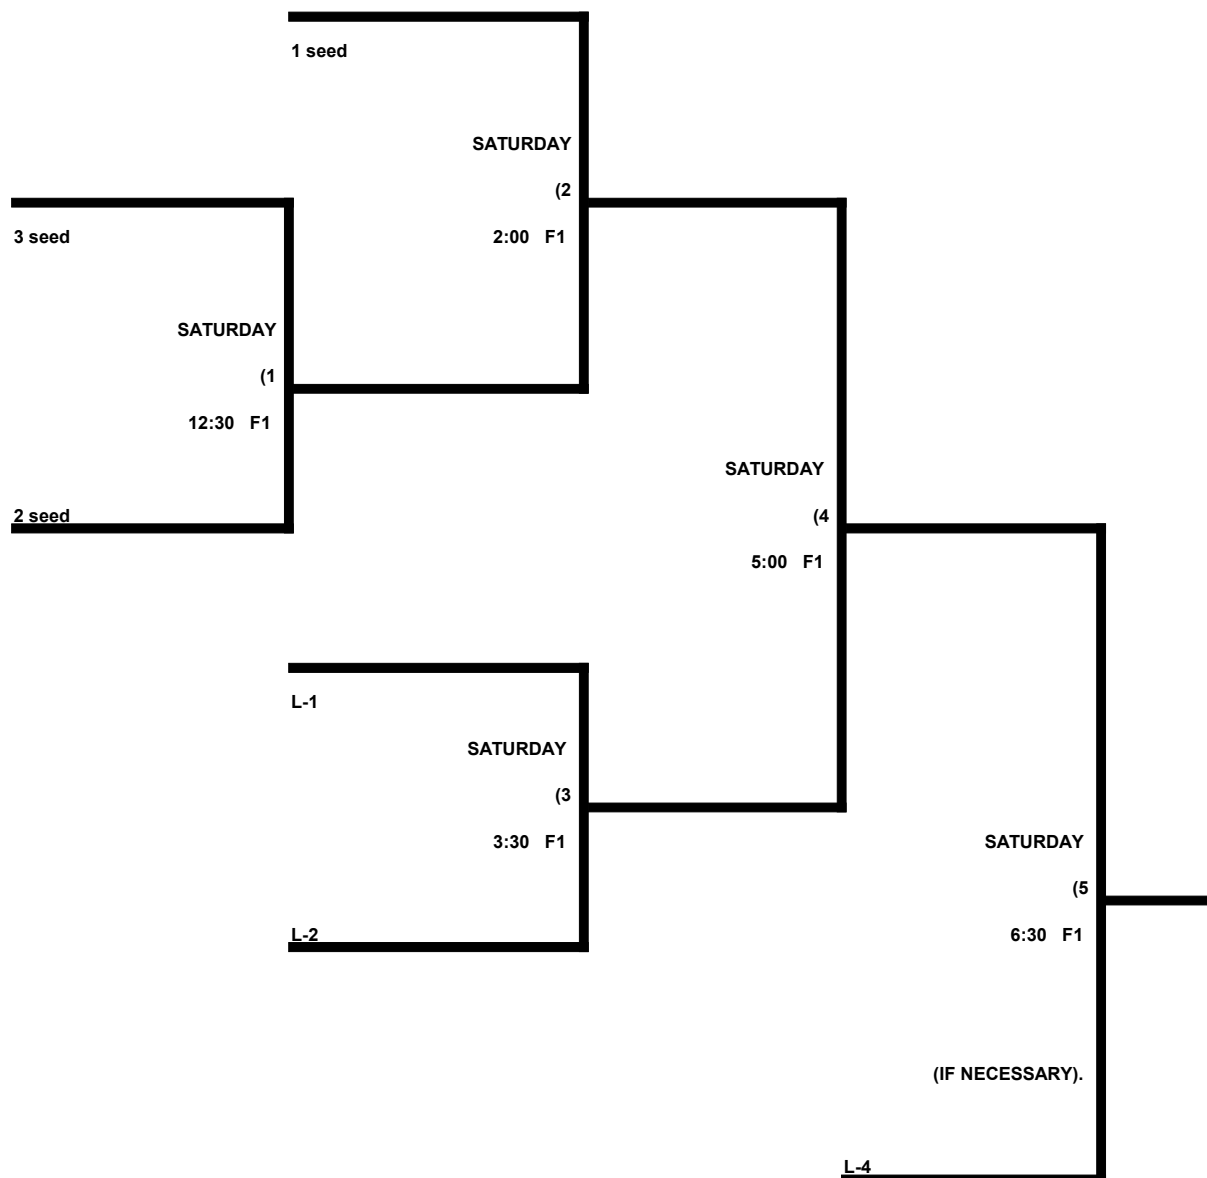 1 seed
SATURDAY
(2
2:00 F1
3 seed
SATURDAY
(1
12:30 F1
2 seed
SATURDAY
(4
5:00 F1
L-1
SATURDAY
(3
3:30 F1
L-2
SATURDAY
(5
6:30 F1
(IF NECESSARY).
L-4